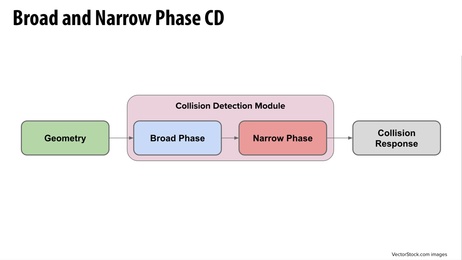 Broad and Narrow Phase CD
Collision Detection Module
Geometry
Broad Phase
Narrow Phase
Collision
Response
VectorStock.com images